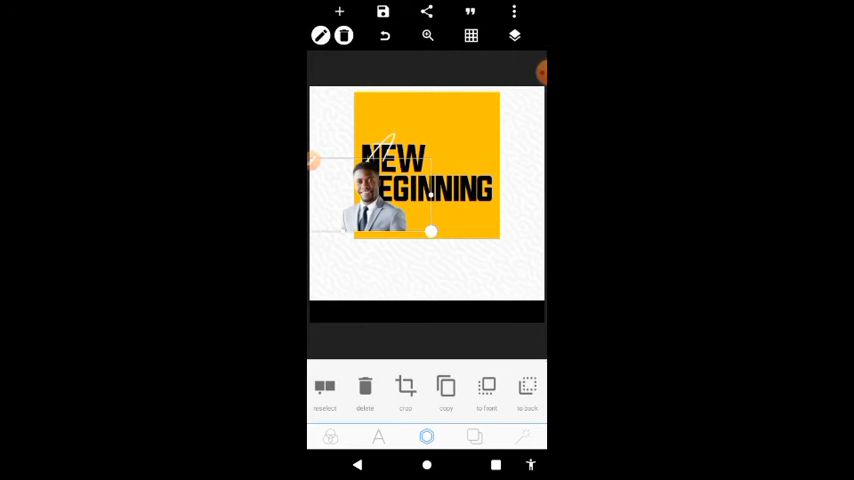 A
NEW
EGINNING
reselect
delete
crop
copy
to front
to back